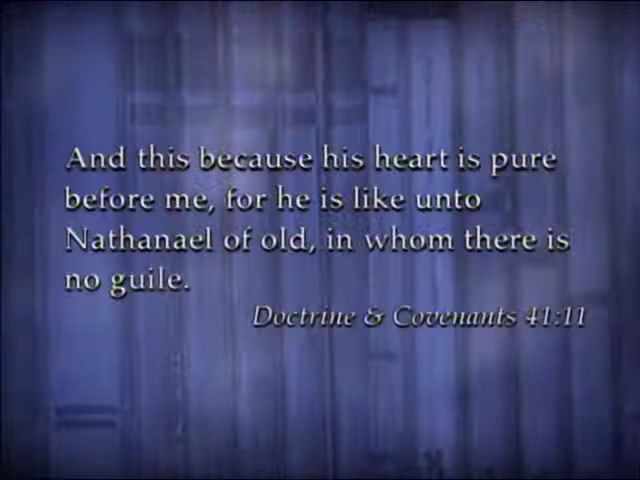 And this because his heart is pure
before me, for he is like unto
Nathanael of old, in whom there is
no guile.
Doctrine & Covenants 41:11